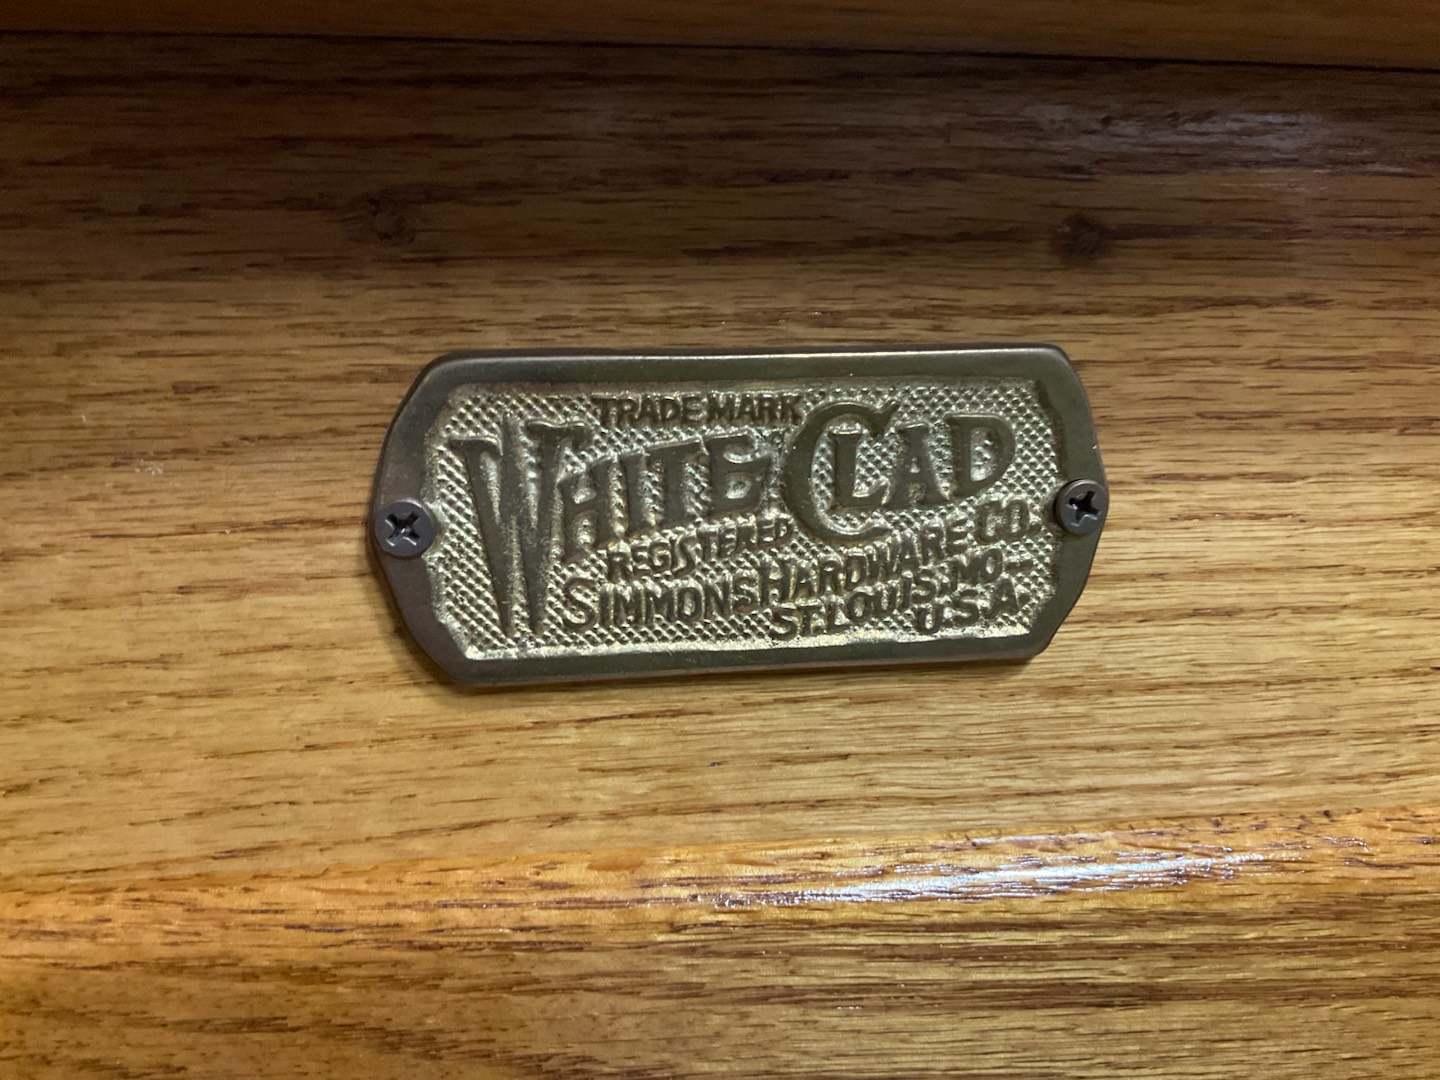 TRADE MARK
WHITE CLAD
REGISTERED
SIMMONS HARDWARE CO.
ST. LOUIS, MO.
U.S.A.